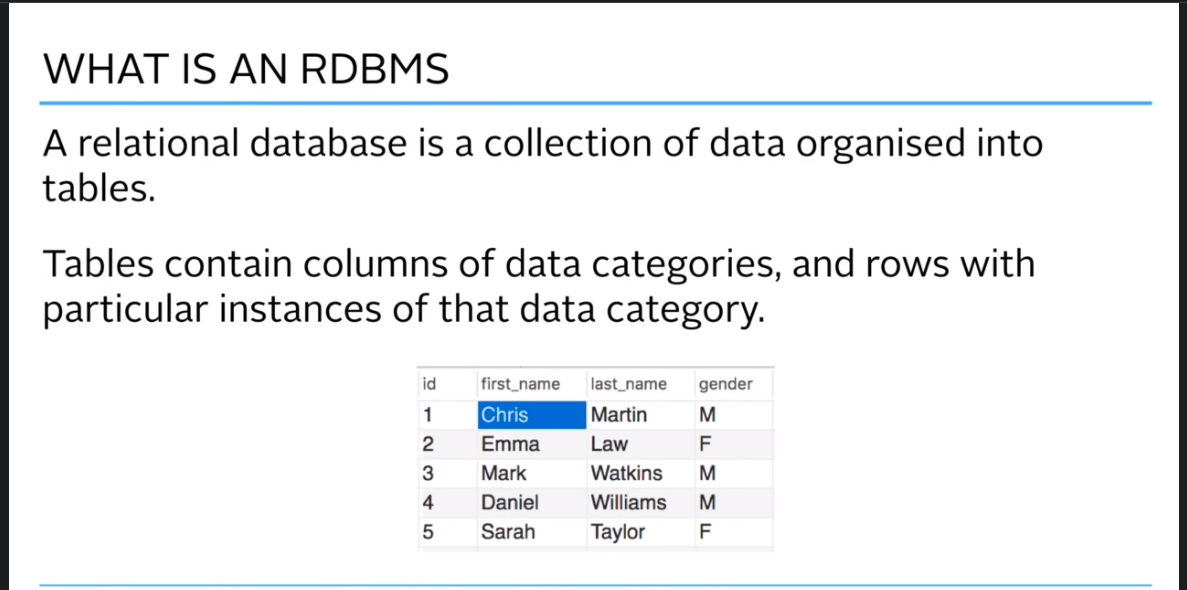 WHAT IS AN RDBMS
A relational database is a collection of data organised into
tables.
Tables contain columns of data categories, and rows with
particular instances of that data category.
id first_name last_name gender
1 Chris Martin M
2 Emma Law F
3 Mark Watkins M
4 Daniel Williams M
5 Sarah Taylor F